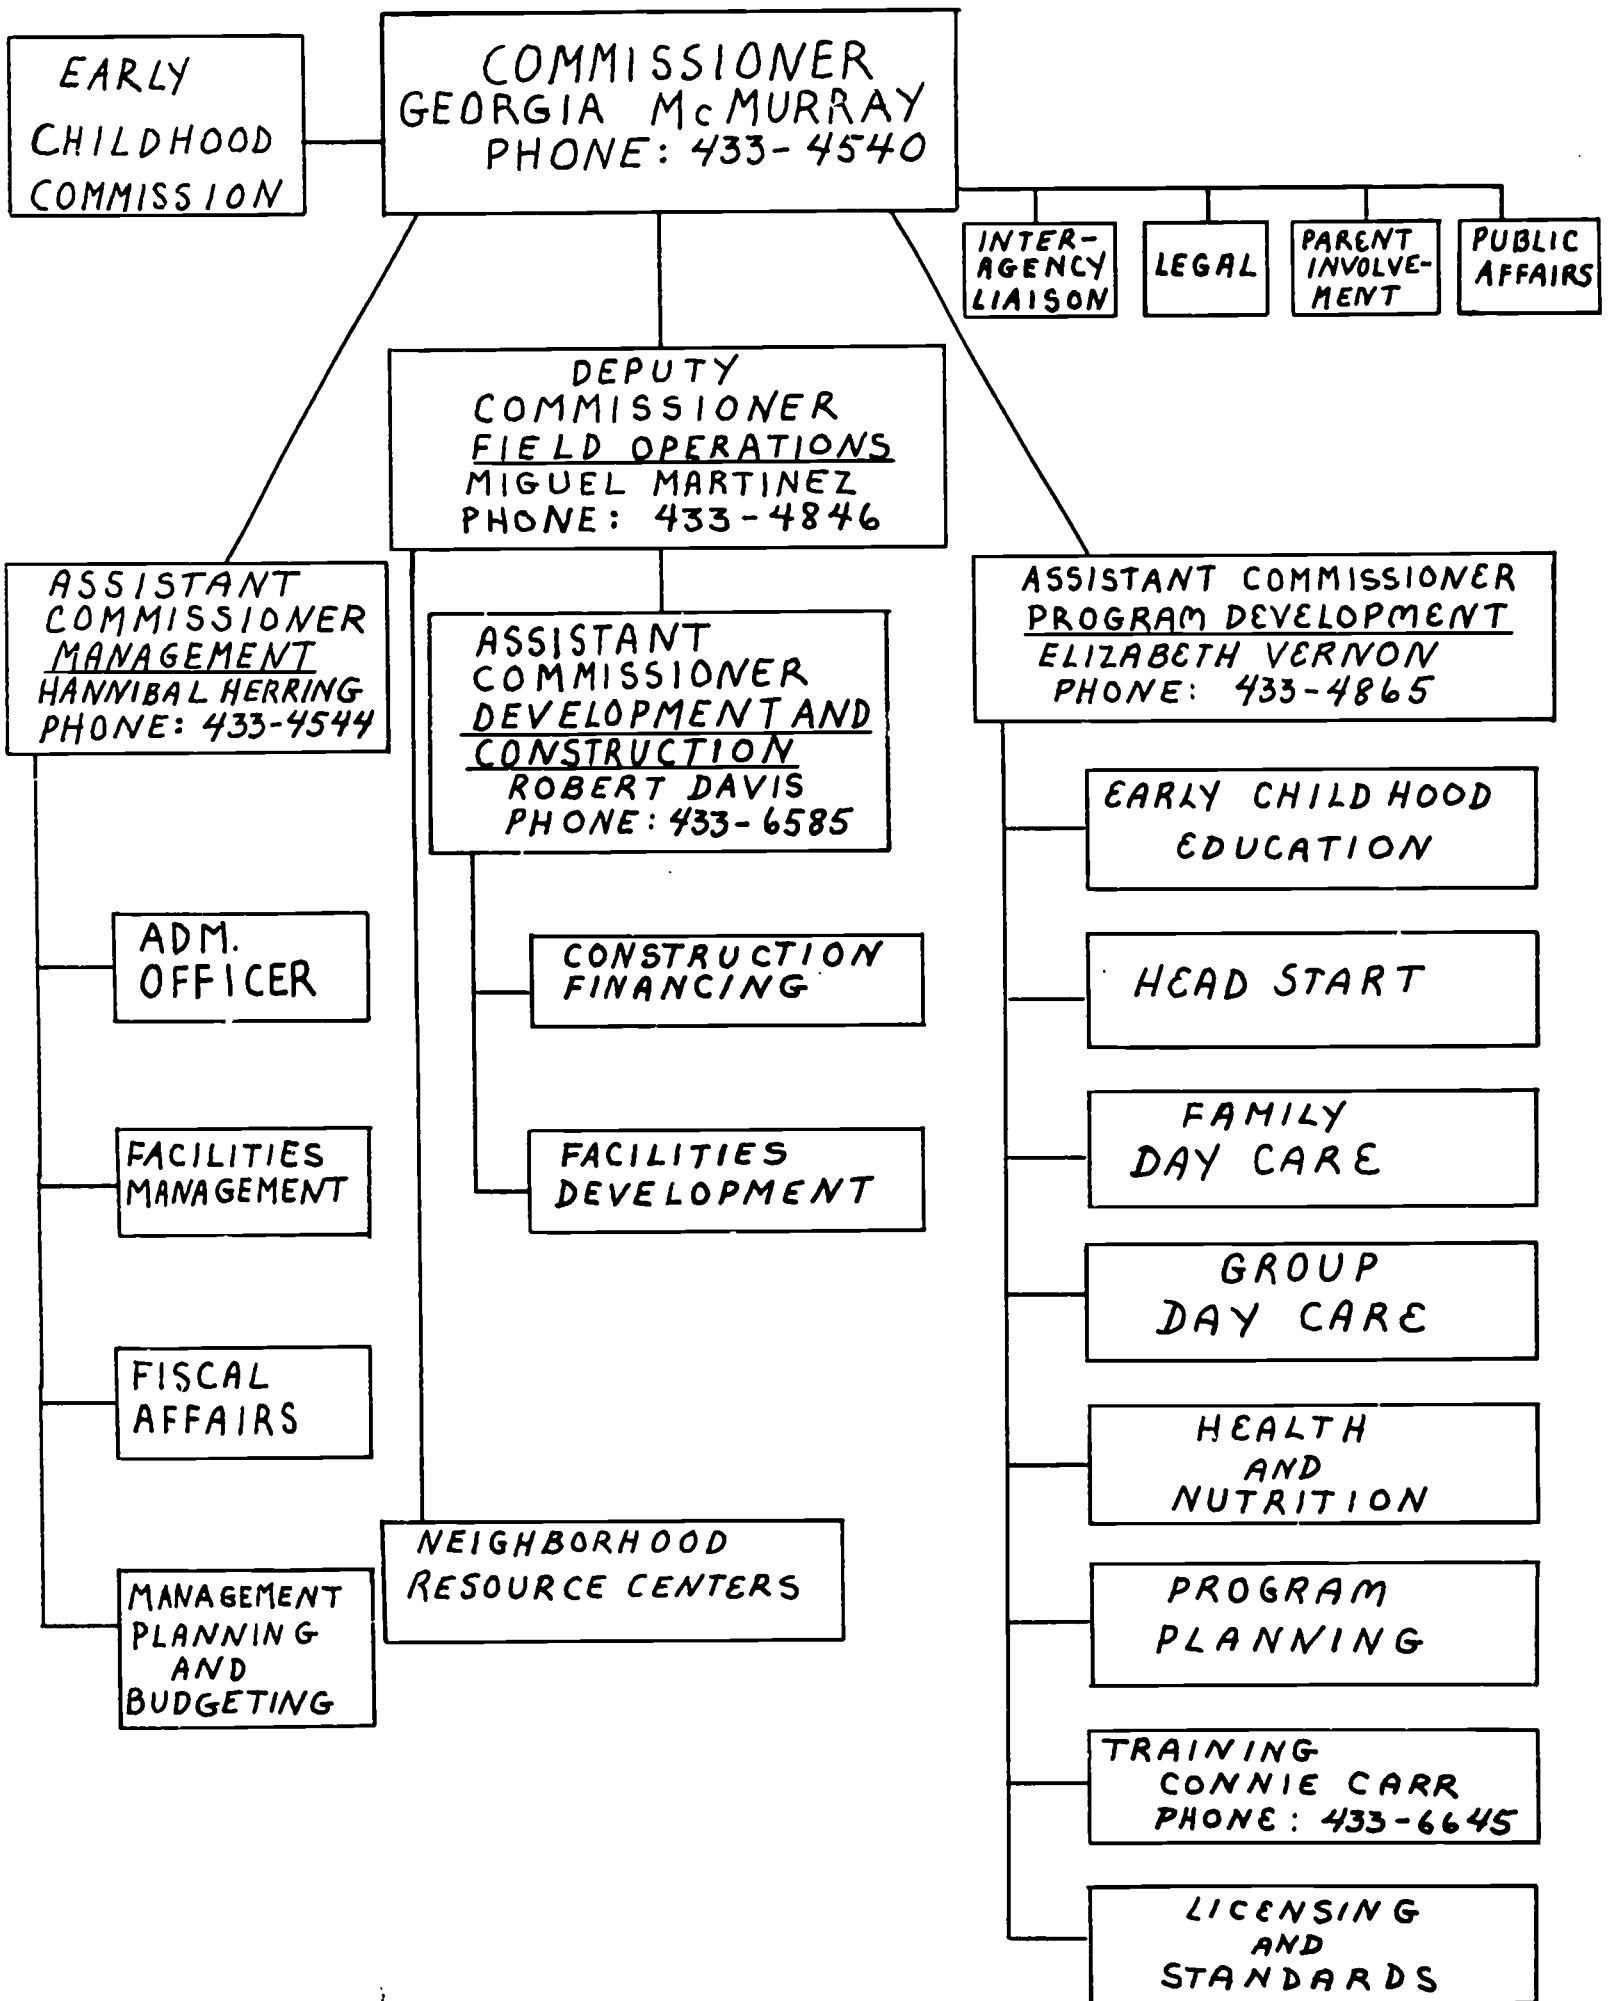 EARLY
CHILDHOOD
COMMISSION
COMMISSIONER
GEORGIA McMURRAY
PHONE: 433-4540
INTER-
AGENCY
LIAISON
LEGAL
PARENT
INVOLVE-
MENT
PUBLIC
AFFAIRS
DEPUTY
COMMISSIONER
FIELD OPERATIONS
MIGUEL MARTINEZ
PHONE: 433-4846
ASSISTANT
COMMISSIONER
MANAGEMENT
HANNIBAL HERRING
PHONE: 433-4544
ASSISTANT
COMMISSIONER
DEVELOPMENT AND
CONSTRUCTION
ROBERT DAVIS
PHONE: 433-6585
ASSISTANT COMMISSIONER
PROGRAM DEVELOPMENT
ELIZABETH VERNON
PHONE: 433-4865
ADM.
OFFICER
FACILITIES
MANAGEMENT
FISCAL
AFFAIRS
MANAGEMENT
PLANNING
AND
BUDGETING
CONSTRUCTION
FINANCING
FACILITIES
DEVELOPMENT
NEIGHBORHOOD
RESOURCE CENTERS
EARLY CHILDHOOD
EDUCATION
HEAD START
FAMILY
DAY CARE
GROUP
DAY CARE
HEALTH
AND
NUTRITION
PROGRAM
PLANNING
TRAINING
CONNIE CARR
PHONE: 433-6645
LICENSING
AND
STANDARDS